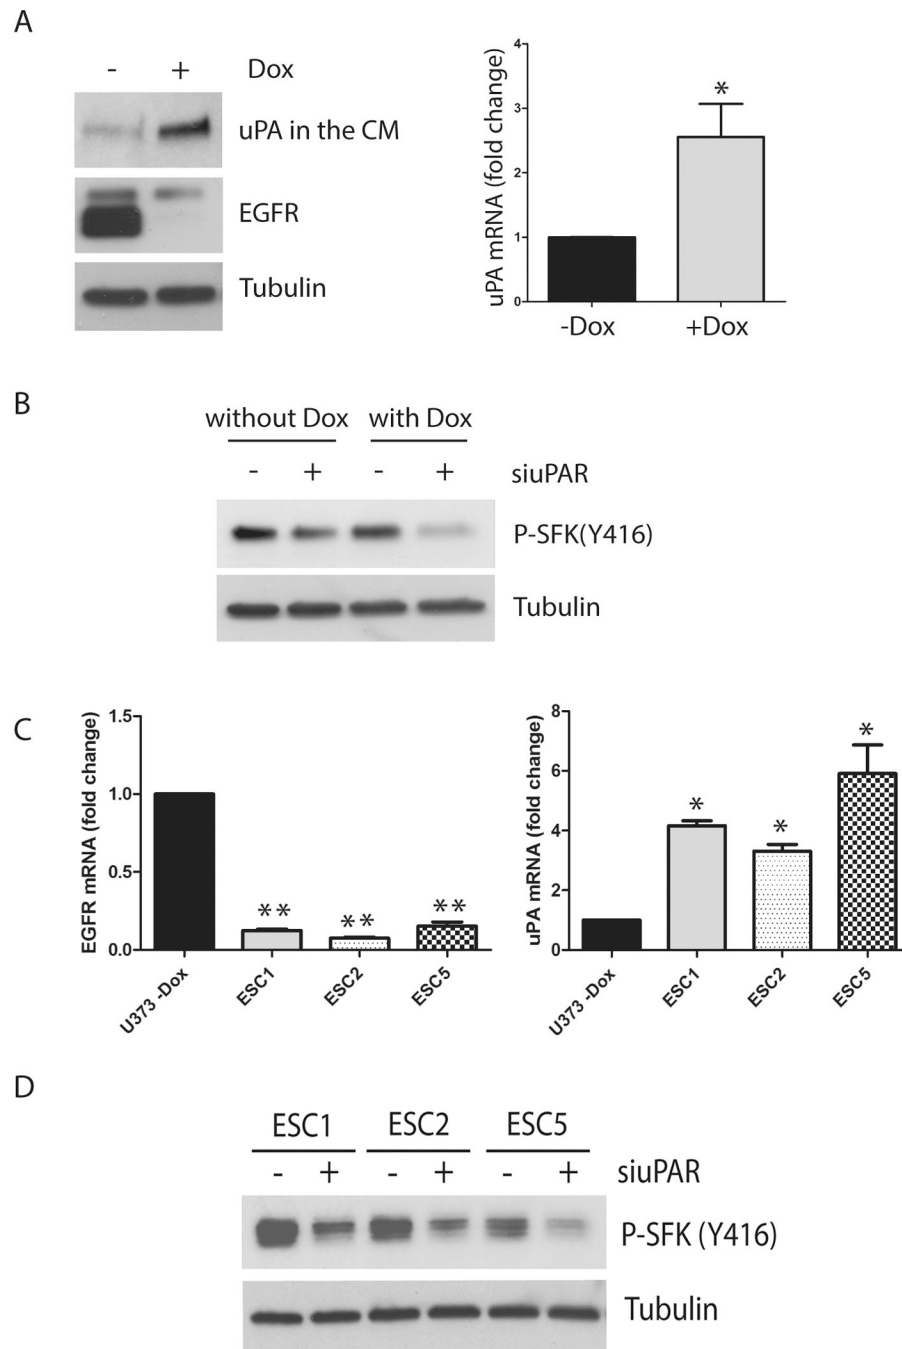 A
- + Dox
uPA in the CM
EGFR
Tubulin
uPA mRNA (fold change)
4
3
2
1
0
*
-Dox +Dox
B
without Dox with Dox
- + - + siuPAR
P-SFK(Y416)
Tubulin
C
EGFR mRNA (fold change)
1.5
1.0
0.5
0.0
** ** **
U373 -Dox ESC1 ESC2 ESC5
uPA mRNA (fold change)
8
6
4
2
0
* * *
U373 -Dox ESC1 ESC2 ESC5
D
ESC1 ESC2 ESC5
- + - + - + siuPAR
P-SFK (Y416)
Tubulin